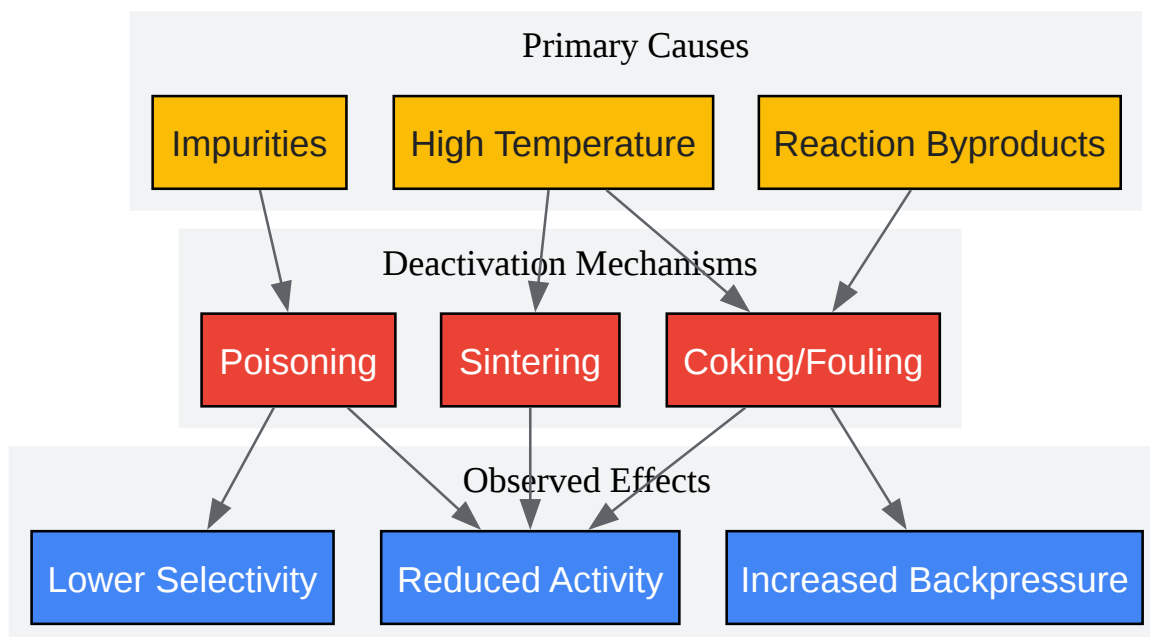 Primary Causes
Impurities
High Temperature
Reaction Byproducts
Deactivation Mechanisms
Poisoning
Sintering
Coking/Fouling
Observed Effects
Lower Selectivity
Reduced Activity
Increased Backpressure